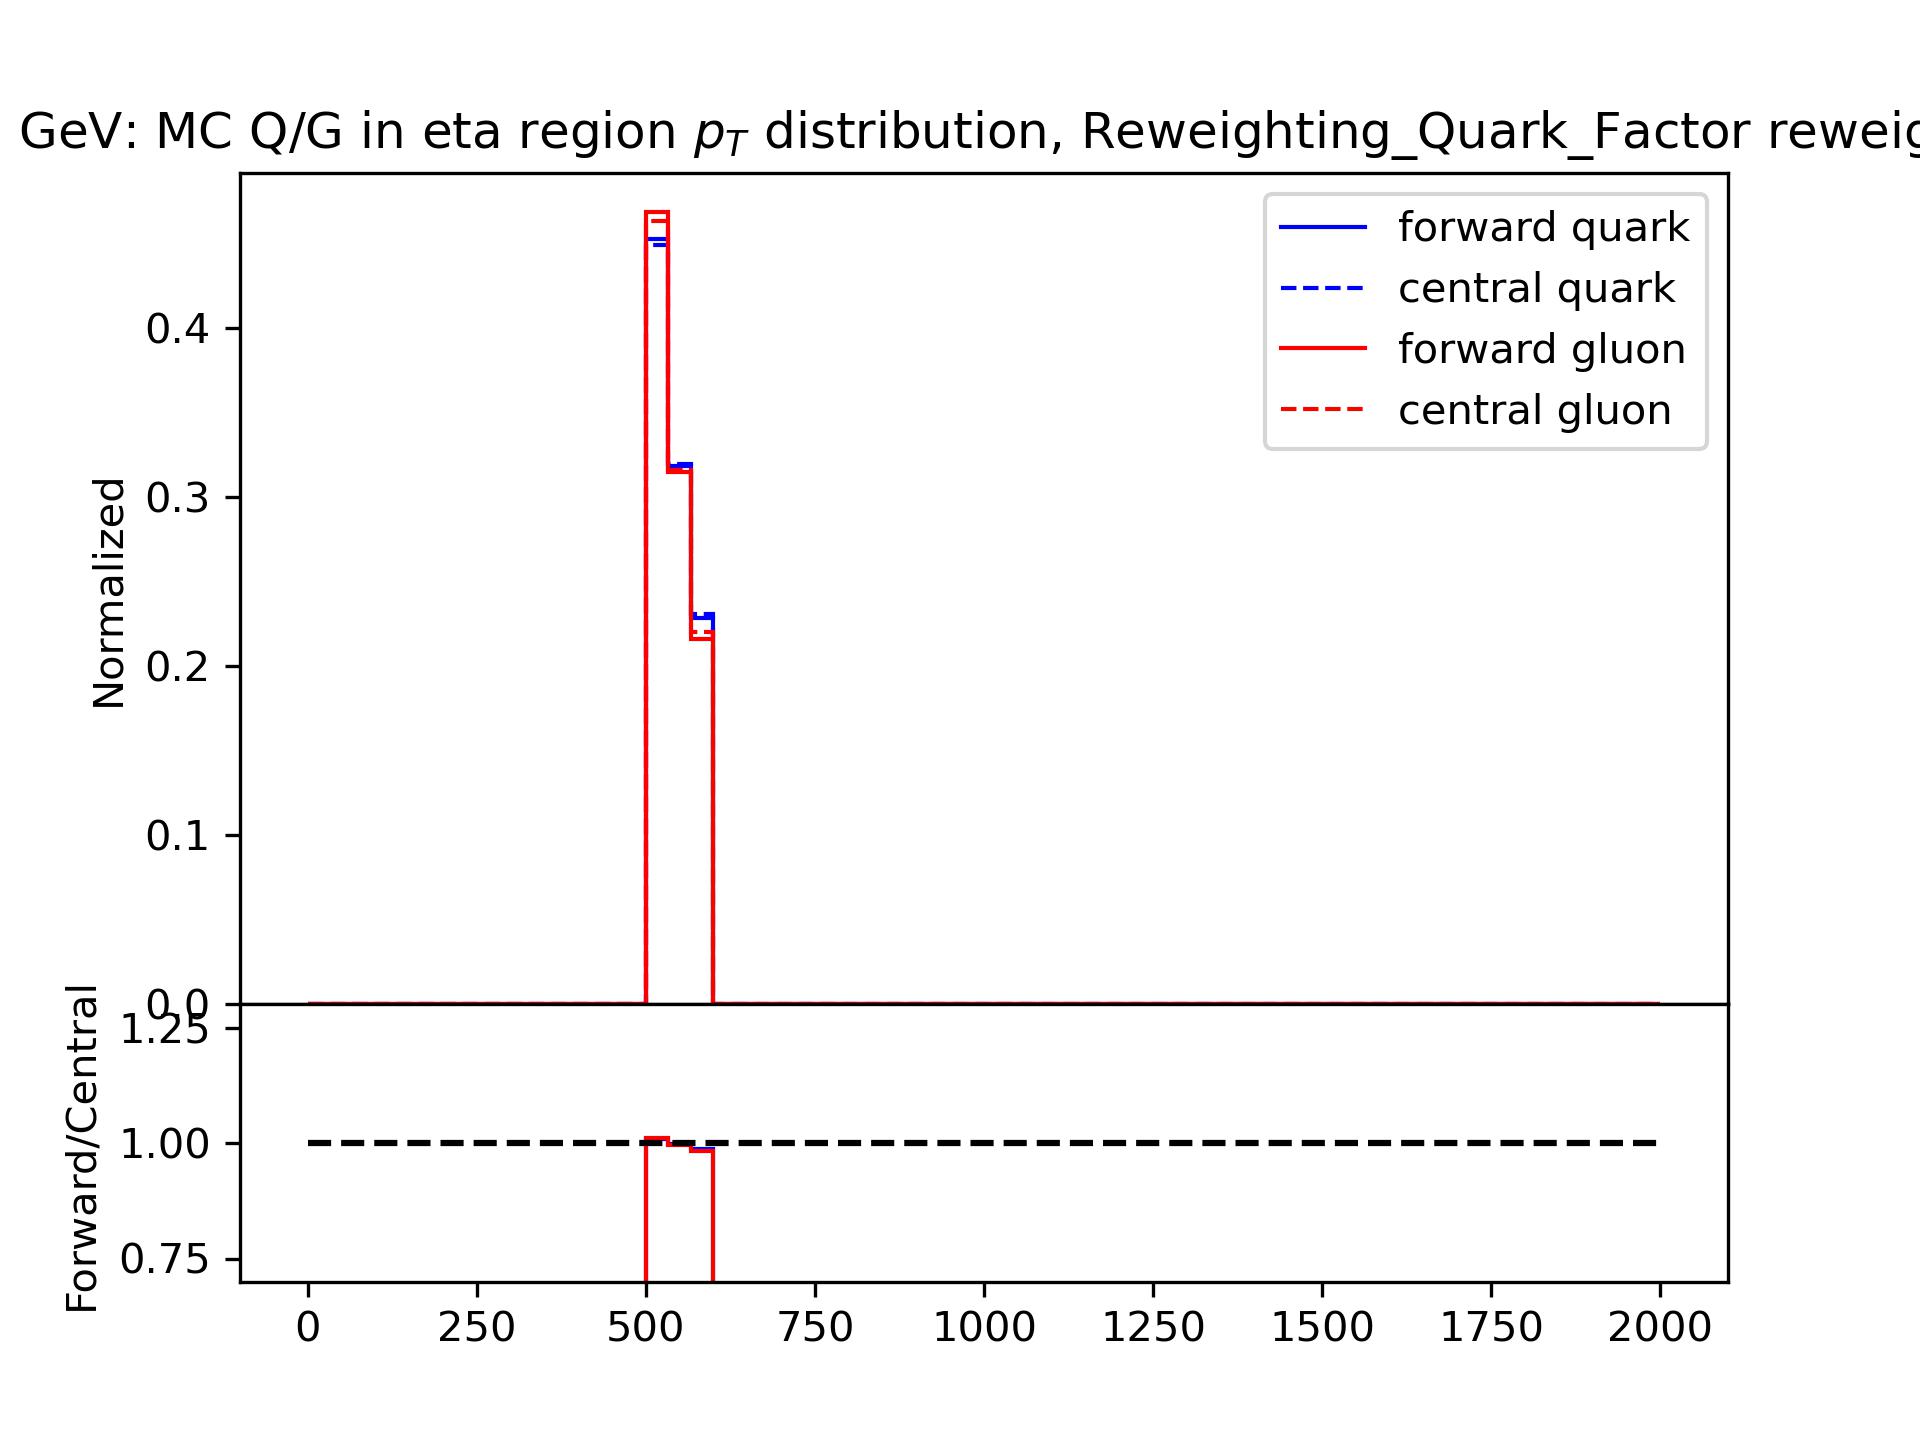 GeV: MC Q/G in eta region p_T distribution, Reweighting_Quark_Factor
forward quark
central quark
forward gluon
central gluon
Normalized
0.4
0.3
0.2
0.1
0.0
Forward/Central
1.25
1.00
0.75
0 250 500 750 1000 1250 1500 1750 2000